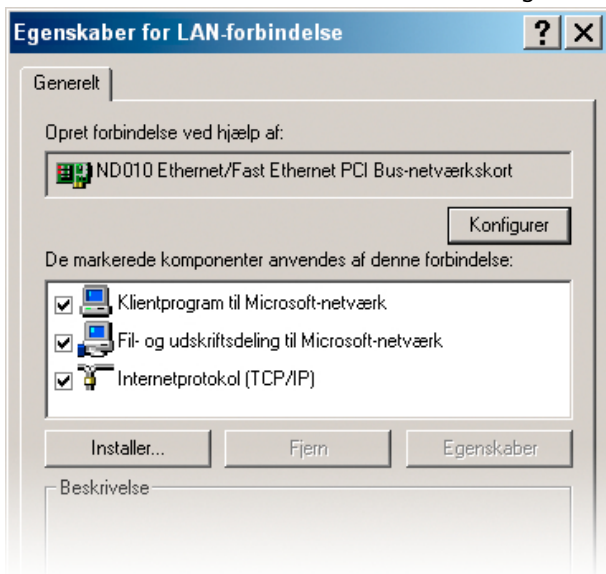 Egenskaber for LAN-forbindelse
Generelt
Opret forbindelse ved hjælp af:
ND010 Ethernet/Fast Ethernet PCI Bus-netværkskort
Konfigurer
De markerede komponenter anvendes af denne forbindelse:
Klientprogram til Microsoft-netværk
Fil- og udskriftsdeling til Microsoft-netværk
Internetprotokol (TCP/IP)
Installer... Fjern Egenskaber
Beskrivelse